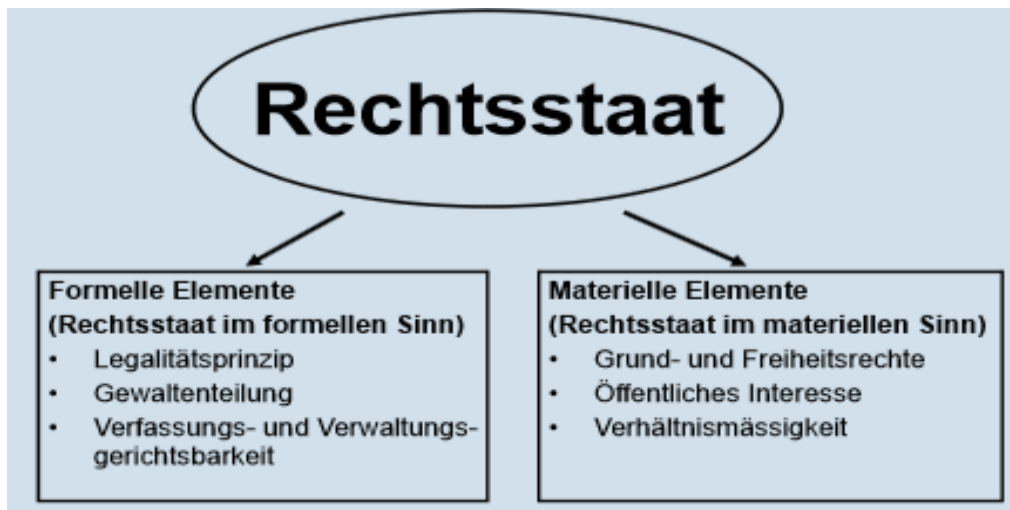 Rechtsstaat
Formelle Elemente
(Rechtsstaat im formellen Sinn)
• Legalitätsprinzip
• Gewaltenteilung
• Verfassungs- und Verwaltungs-
gerichtsbarkeit
Materielle Elemente
(Rechtsstaat im materiellen Sinn)
• Grund- und Freiheitsrechte
• Öffentliches Interesse
• Verhältnismässigkeit